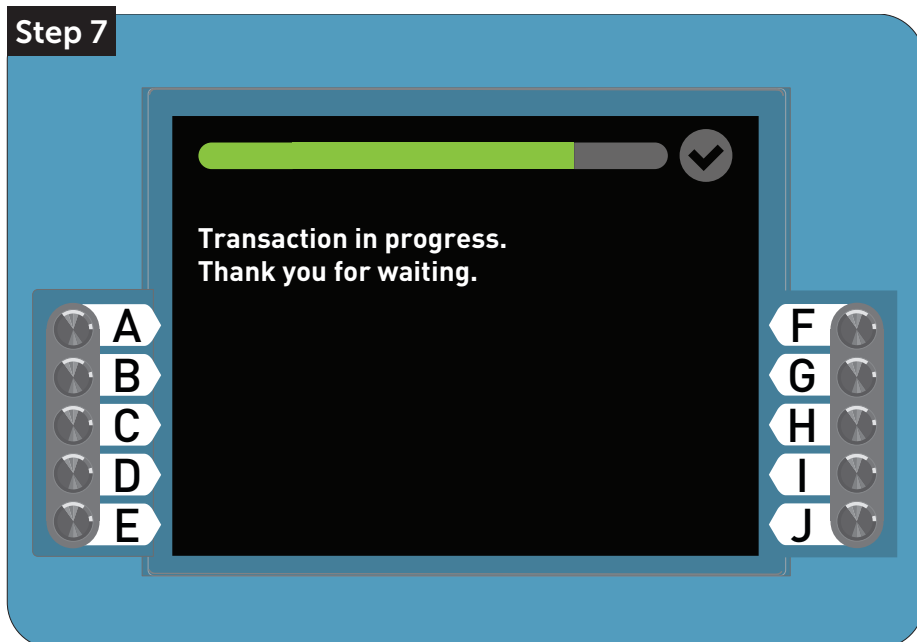 Step 7
Transaction in progress.
Thank you for waiting.
A
B
C
D
E
F
G
H
I
J